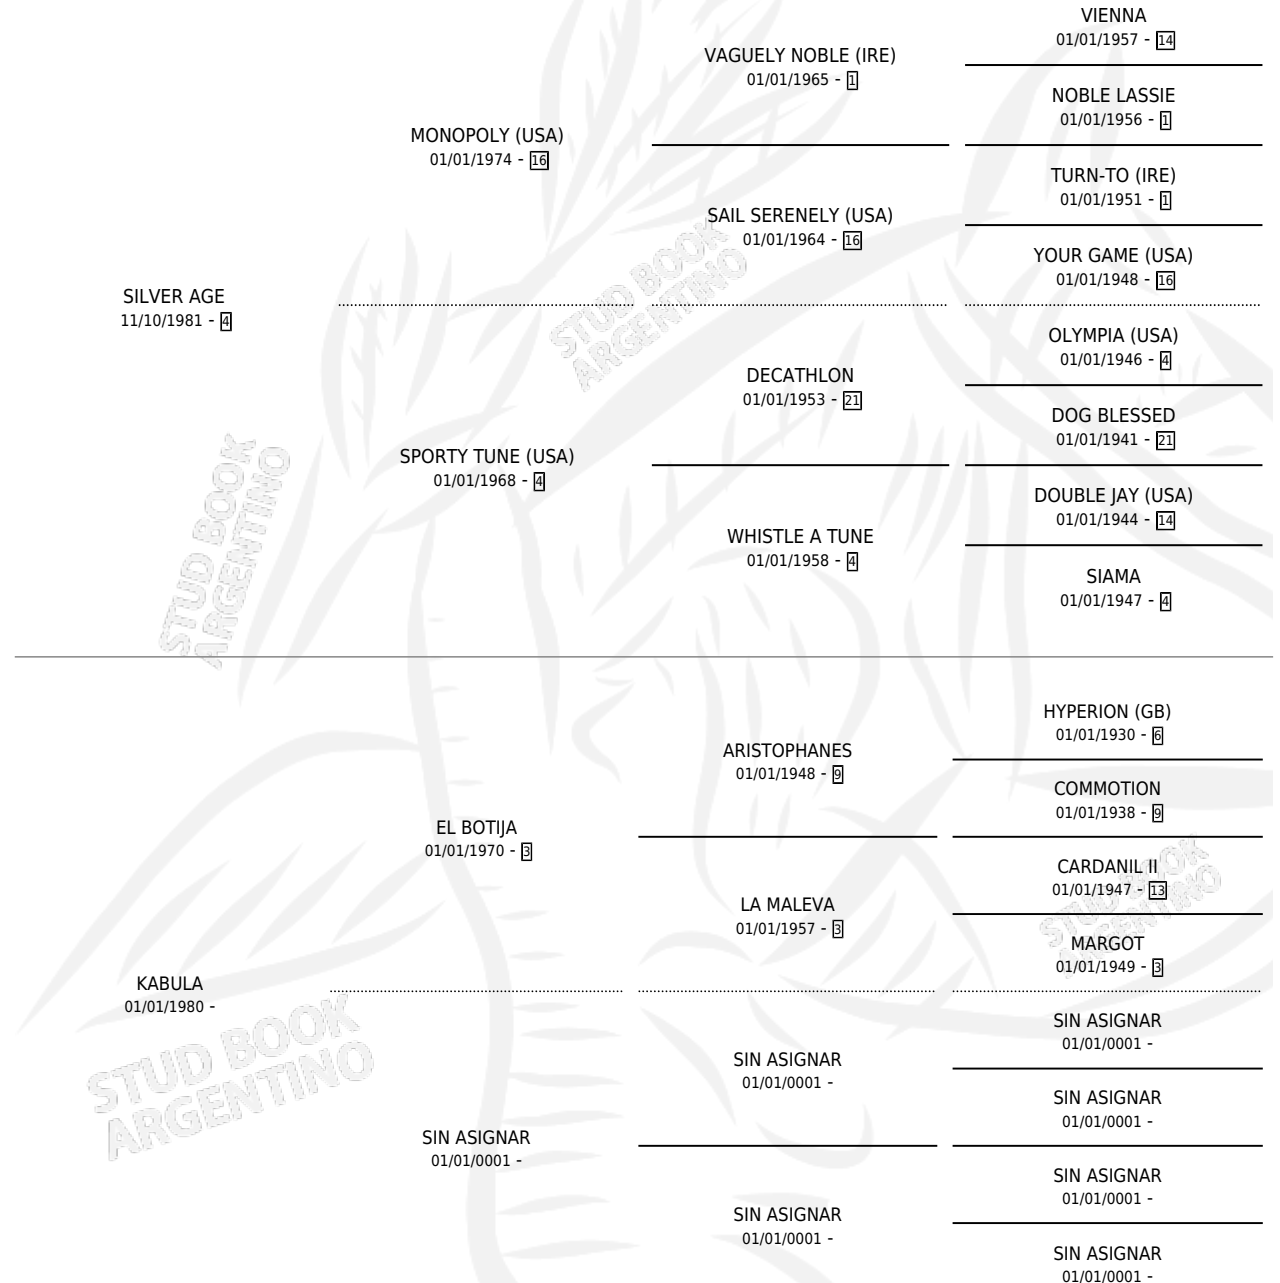 VIENNA
01/01/1957 - 14
VAGUELY NOBLE (IRE)
01/01/1965 - 1
NOBLE LASSIE
01/01/1956 - 1
MONOPOLY (USA)
01/01/1974 - 16
TURN-TO (IRE)
01/01/1951 - 1
SAIL SERENELY (USA)
01/01/1964 - 16
YOUR GAME (USA)
01/01/1948 - 16
SILVER AGE
11/10/1981 - 4
OLYMPIA (USA)
01/01/1946 - 4
DECATHLON
01/01/1953 - 21
DOG BLESSED
01/01/1941 - 21
SPORTY TUNE (USA)
01/01/1968 - 4
DOUBLE JAY (USA)
01/01/1944 - 14
WHISTLE A TUNE
01/01/1958 - 4
SIAMA
01/01/1947 - 4
HYPERION (GB)
01/01/1930 - 6
ARISTOPHANES
01/01/1948 - 9
COMMOTION
01/01/1938 - 9
EL BOTIJA
01/01/1970 - 3
CARDANIL II
01/01/1947 - 13
LA MALEVA
01/01/1957 - 3
MARGOT
01/01/1949 - 3
KABULA
01/01/1980 -
SIN ASIGNAR
01/01/0001 -
SIN ASIGNAR
01/01/0001 -
SIN ASIGNAR
01/01/0001 -
SIN ASIGNAR
01/01/0001 -
SIN ASIGNAR
01/01/0001 -
SIN ASIGNAR
01/01/0001 -
SIN ASIGNAR
01/01/0001 -
STUD BOOK
ARGENTINO
STUD BOOK
ARGENTINO
STUD BOOK
ARGENTINO
STUD BOOK
ARGENTINO